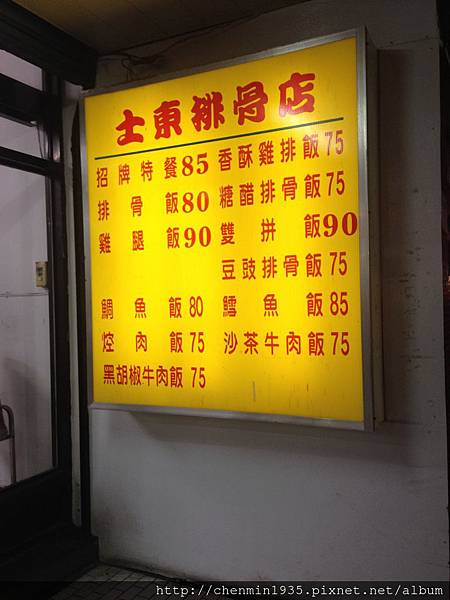 士東排骨店
招牌特餐85 香酥雞排飯75
排骨飯80 糖醋排骨飯75
雞腿飯90 雙拼飯90
豆豉排骨飯75
鯛魚飯80 鱈魚飯85
焢肉飯75 沙茶牛肉飯75
黑胡椒牛肉飯75
http://chenmin1935.pixnet.net/album